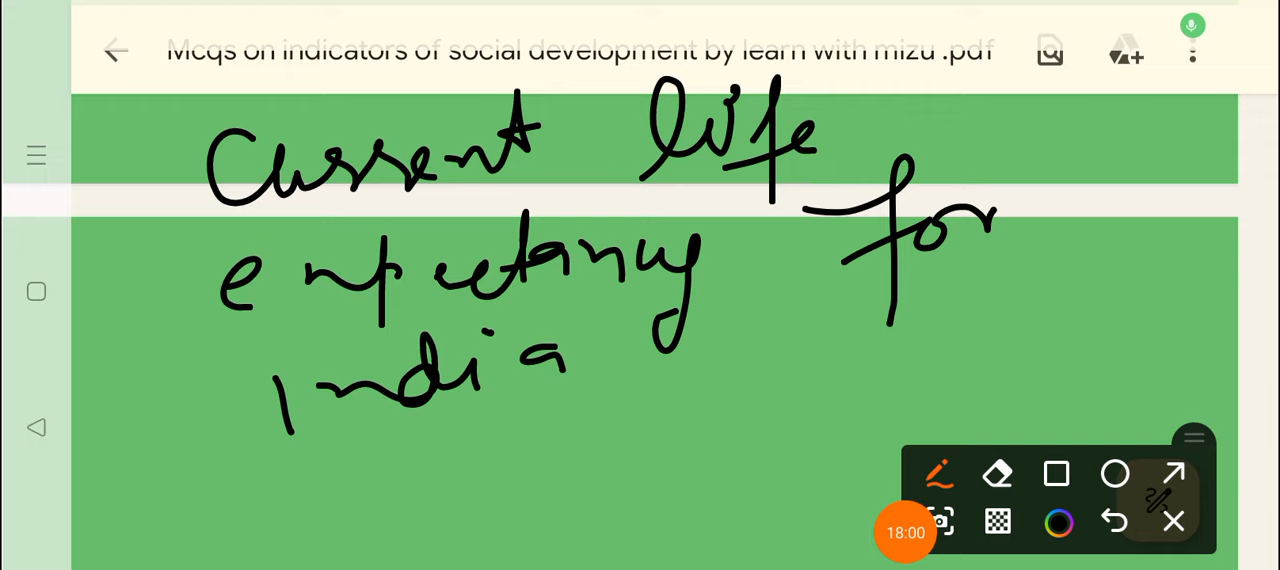 Mcqs on indicators of social development by learn with mizu .pdf
Current life
expectancy for
India
18:00